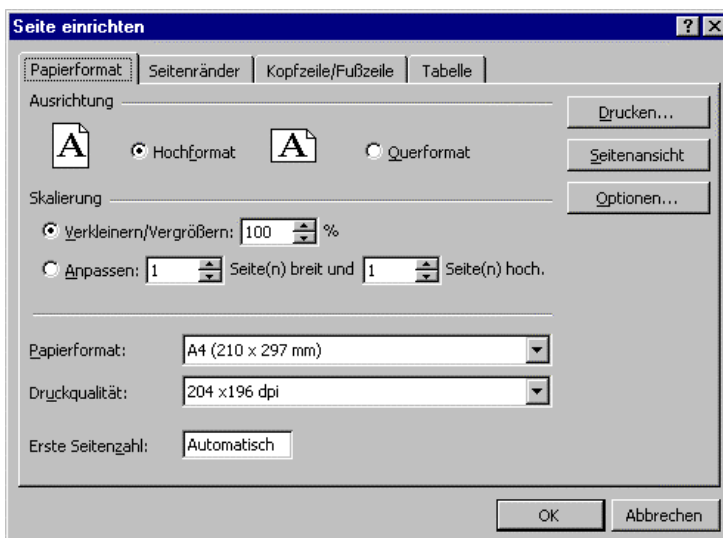 Seite einrichten
Papierformat Seitenränder Kopfzeile/Fußzeile Tabelle
Ausrichtung
A Hochformat A Querformat
Drucken...
Seitenansicht
Optionen...
Skalierung
Verkleinern/Vergrößern: 100 %
Anpassen: 1 Seite(n) breit und 1 Seite(n) hoch.
Papierformat: A4 (210 x 297 mm)
Druckqualität: 204 x196 dpi
Erste Seitenzahl: Automatisch
OK Abbrechen